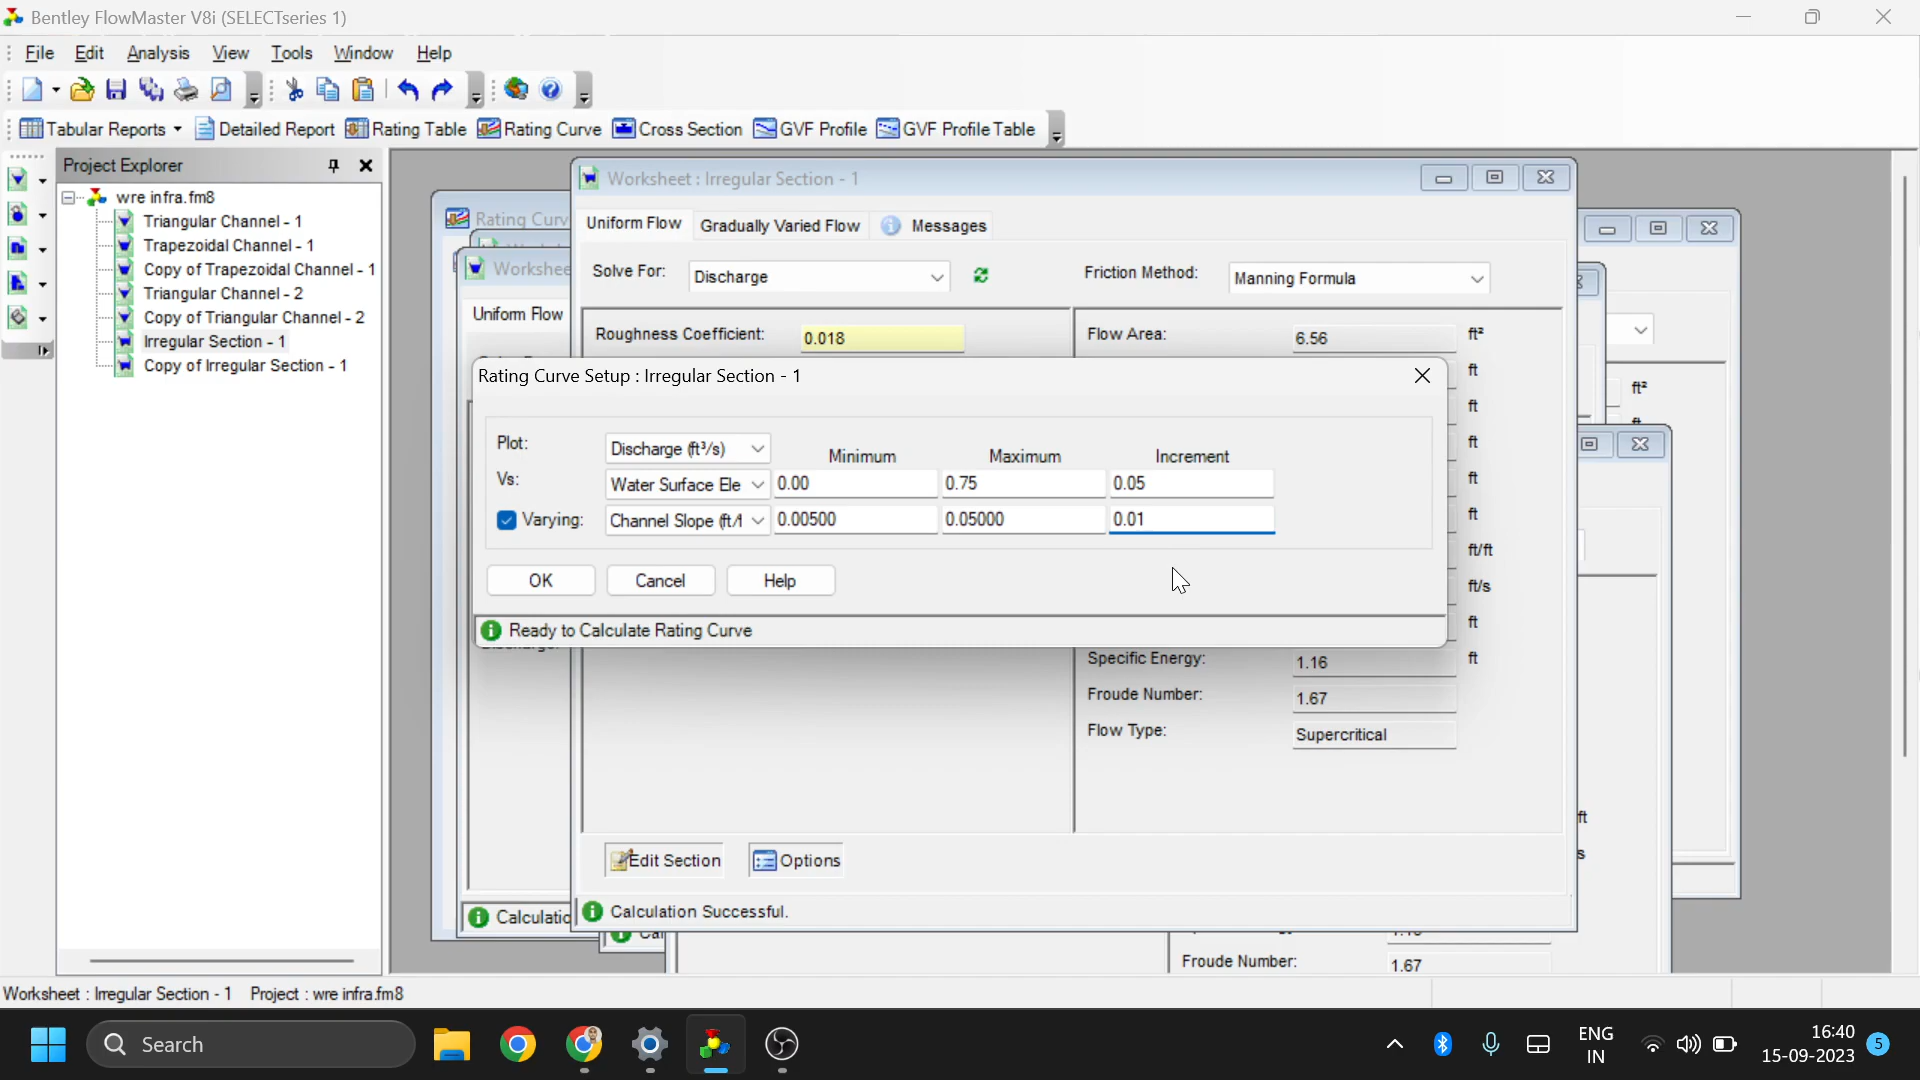 Bentley FlowMaster V8i (SELECTseries 1)
File Edit Analysis View Tools Window Help
Tabular Reports Detailed Report Rating Table Rating Curve Cross Section GVF Profile GVF Profile Table
Project Explorer
wre infra.fm8
Triangular Channel - 1
Trapezoidal Channel - 1
Copy of Trapezoidal Channel - 1
Triangular Channel - 2
Copy of Triangular Channel - 2
Irregular Section - 1
Copy of Irregular Section - 1
Rating Curv
Workshee
Uniform Flow
Calculatio
Worksheet : Irregular Section - 1
Uniform Flow Gradually Varied Flow Messages
Solve For: Discharge Friction Method: Manning Formula
Roughness Coefficient: 0.018 Flow Area: 6.56 ft²
ft
ft
ft
ft
ft
ft/ft
ft/s
ft
Rating Curve Setup : Irregular Section - 1
Plot: Discharge (ft³/s) Minimum Maximum Increment
Vs: Water Surface Ele 0.00 0.75 0.05
Varying: Channel Slope (ft/f 0.00500 0.05000 0.01
OK Cancel Help
Ready to Calculate Rating Curve
Specific Energy: 1.16 ft
Froude Number: 1.67
Flow Type: Supercritical
Edit Section Options
Calculation Successful.
ft²
ft
s
Froude Number: 1.67
Worksheet : Irregular Section - 1 Project : wre infra.fm8
Search
ENG
IN
16:40
15-09-2023
5